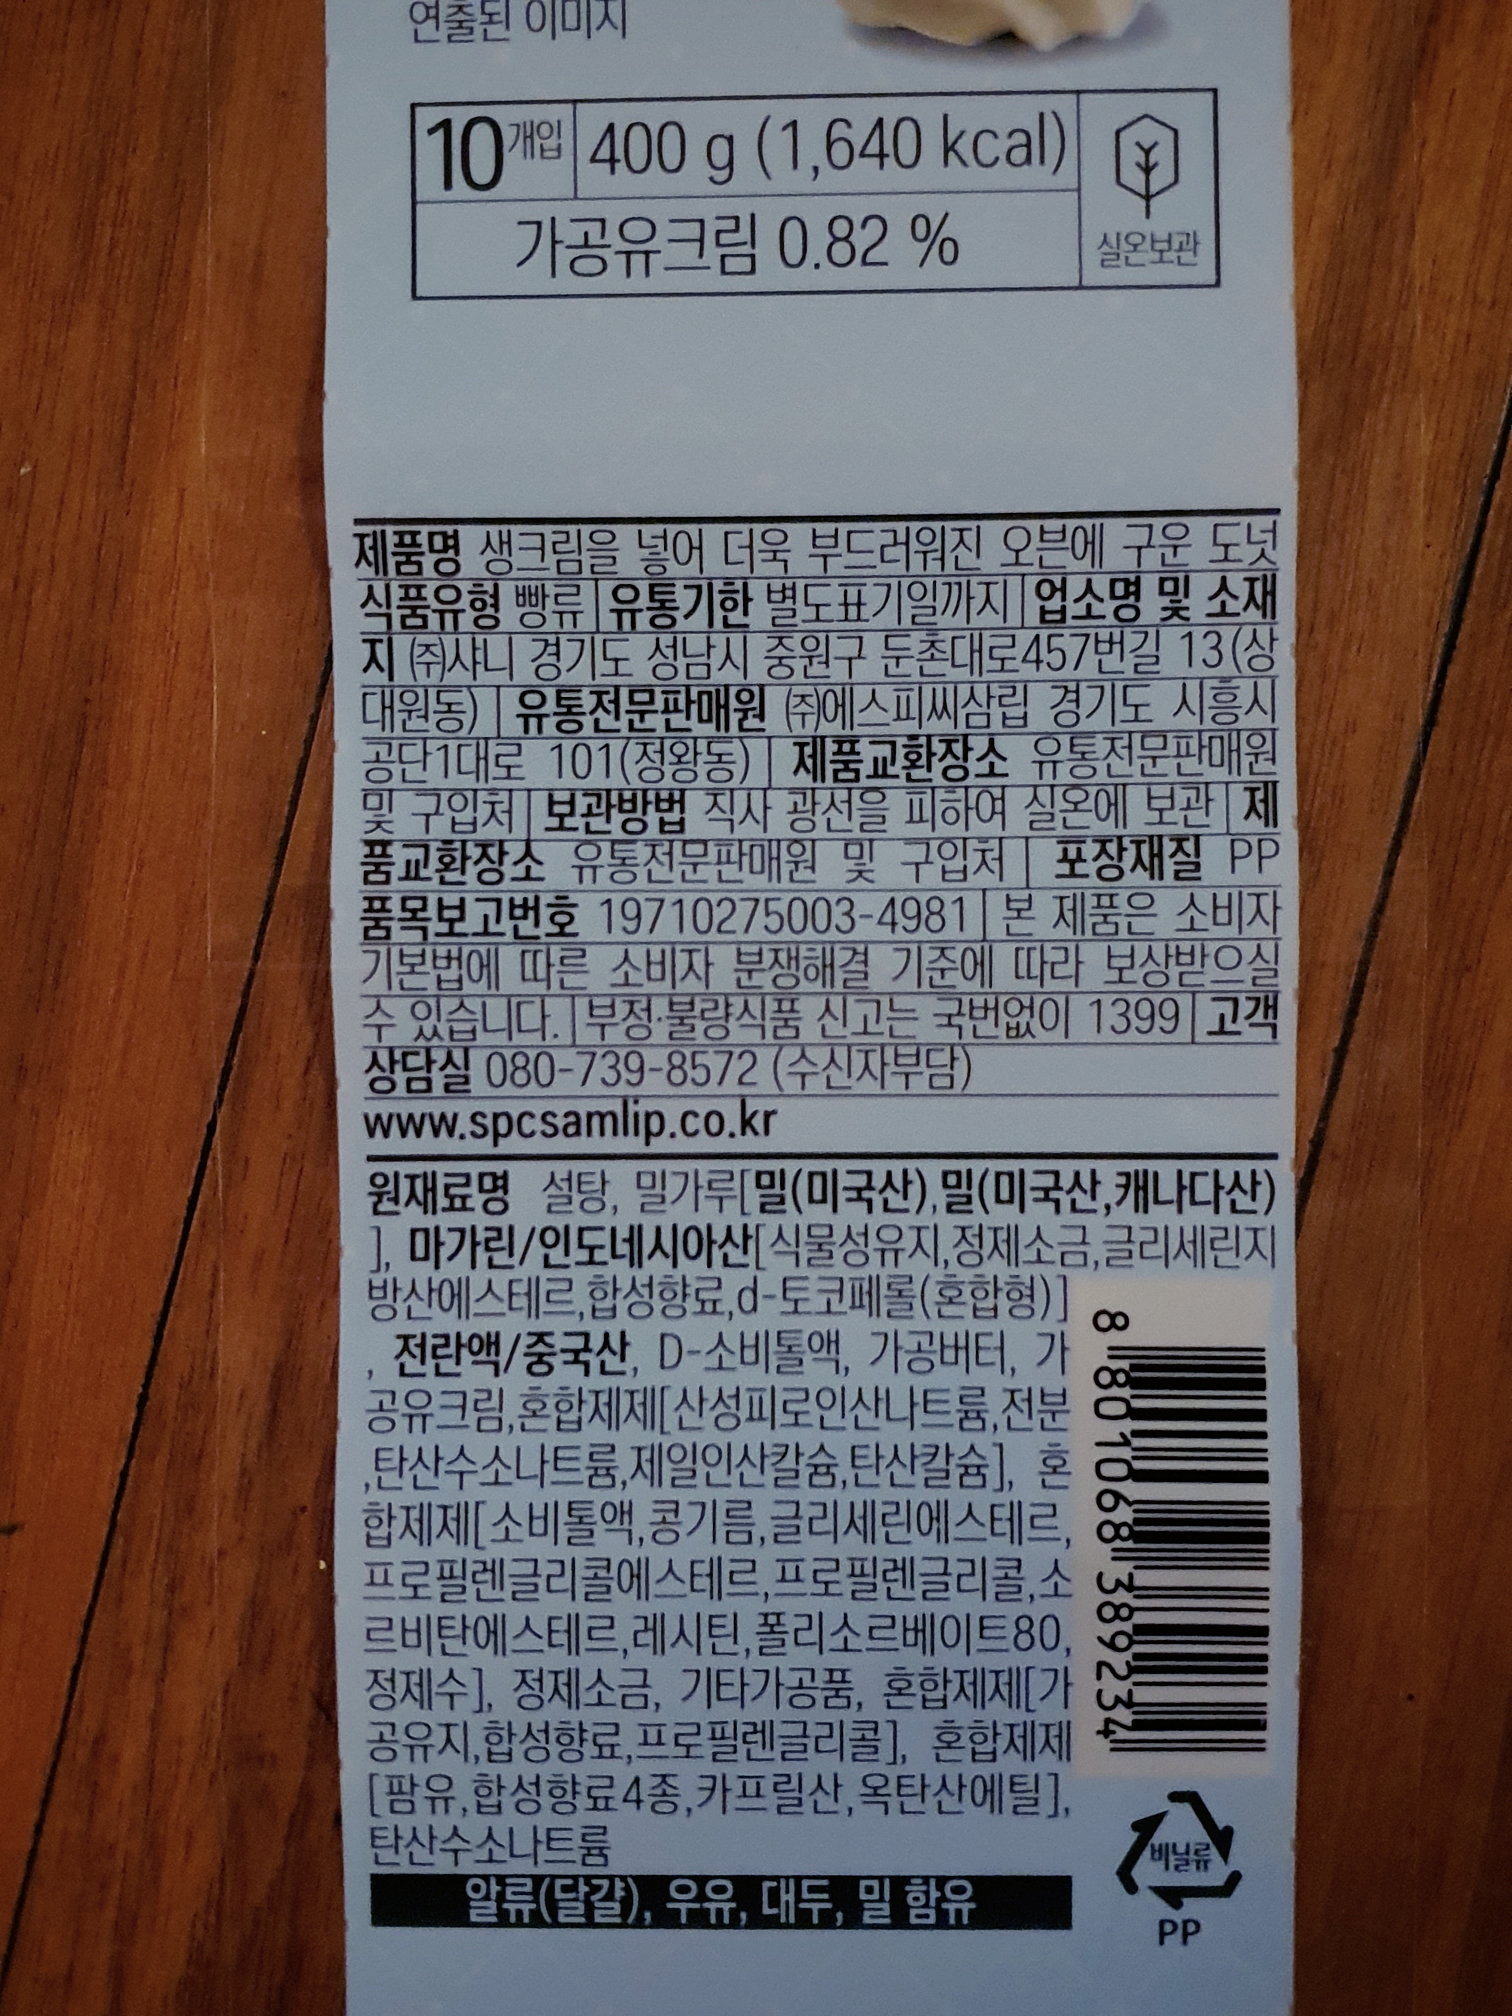 연출된 이미지
10개입 400 g (1,640 kcal)
가공유크림 0.82 %
실온보관
제품명 생크림을 넣어 더욱 부드러워진 오븐에 구운 도넛
식품유형 빵류 | 유통기한 별도표기일까지 | 업소명 및 소재
지 ㈜샤니 경기도 성남시 중원구 둔촌대로457번길 13(상
대원동) | 유통전문판매원 ㈜에스피씨삼립 경기도 시흥시
공단1대로 101(정왕동) | 제품교환장소 유통전문판매원
및 구입처 | 보관방법 직사 광선을 피하여 실온에 보관 | 제
품교환장소 유통전문판매원 및 구입처 | 포장재질 PP
품목보고번호 19710275003-4981 | 본 제품은 소비자
기본법에 따른 소비자 분쟁해결 기준에 따라 보상받으실
수 있습니다. | 부정·불량식품 신고는 국번없이 1399 | 고객
상담실 080-739-8572 (수신자부담)
www.spcsamlip.co.kr
원재료명 설탕, 밀가루[밀(미국산),밀(미국산,캐나다산)
], 마가린/인도네시아산[식물성유지,정제소금,글리세린지
방산에스테르,합성향료,d-토코페롤(혼합형)]
, 전란액/중국산, D-소비톨액, 가공버터, 가
공유크림,혼합제제[산성피로인산나트륨,전분
,탄산수소나트륨,제일인산칼슘,탄산칼슘], 혼
합제제[소비톨액,콩기름,글리세린에스테르,
프로필렌글리콜에스테르,프로필렌글리콜,소
르비탄에스테르,레시틴,폴리소르베이트80,
정제수], 정제소금, 기타가공품, 혼합제제[가
공유지,합성향료,프로필렌글리콜], 혼합제제
[팜유,합성향료4종,카프릴산,옥탄산에틸],
탄산수소나트륨
알류(달걀), 우유, 대두, 밀 함유
8 801068 389234
비닐류
PP